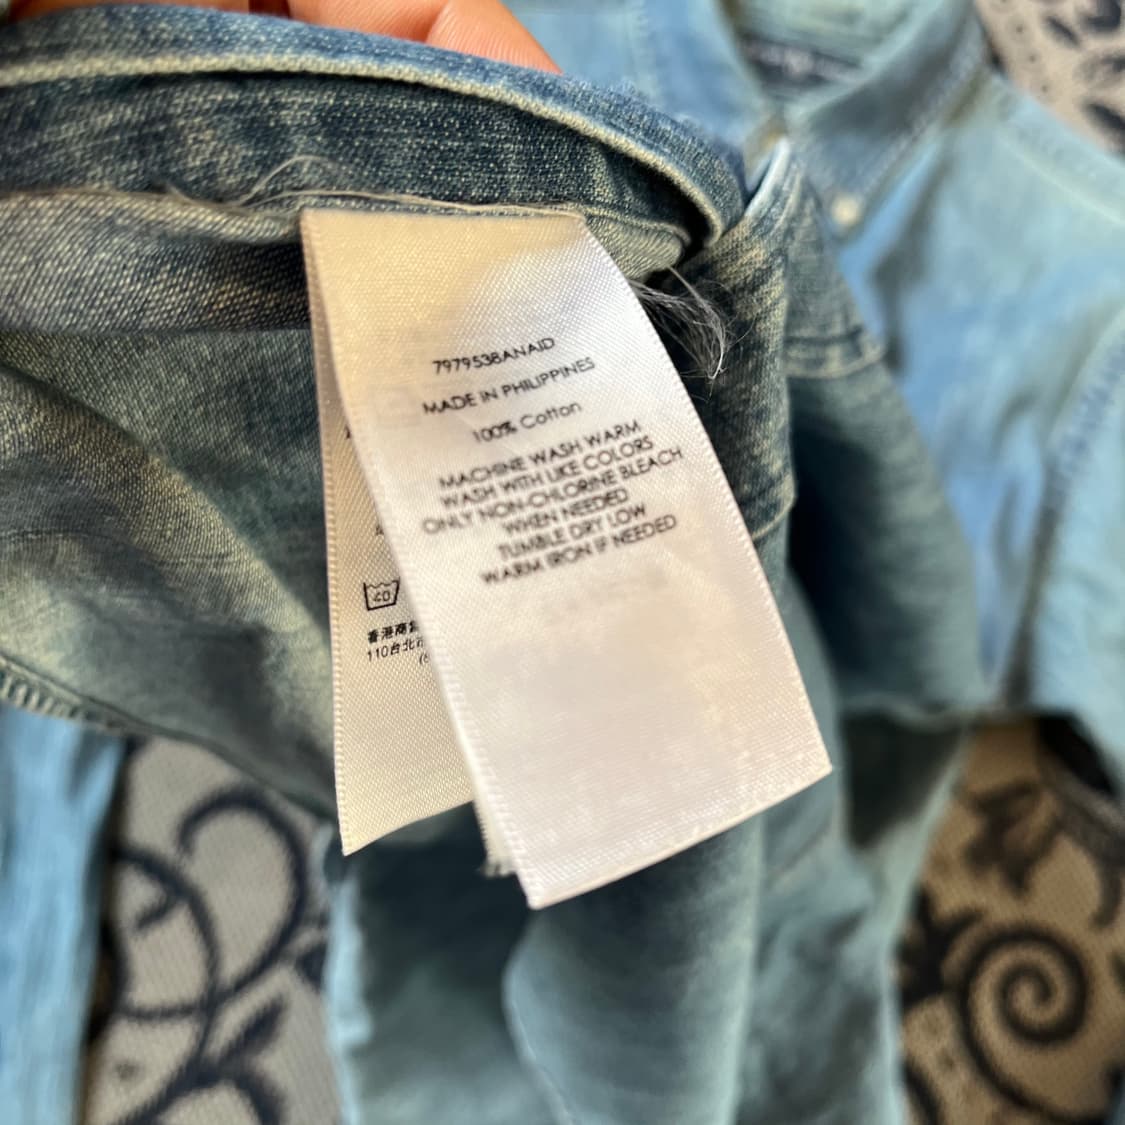 7979538ANAID
MADE IN PHILIPPINES
100% Cotton
MACHINE WASH WARM
WASH WITH LIKE COLORS
ONLY NON-CHLORINE BLEACH
WHEN NEEDED
TUMBLE DRY LOW
WARM IRON IF NEEDED
40
香港商
110台北市